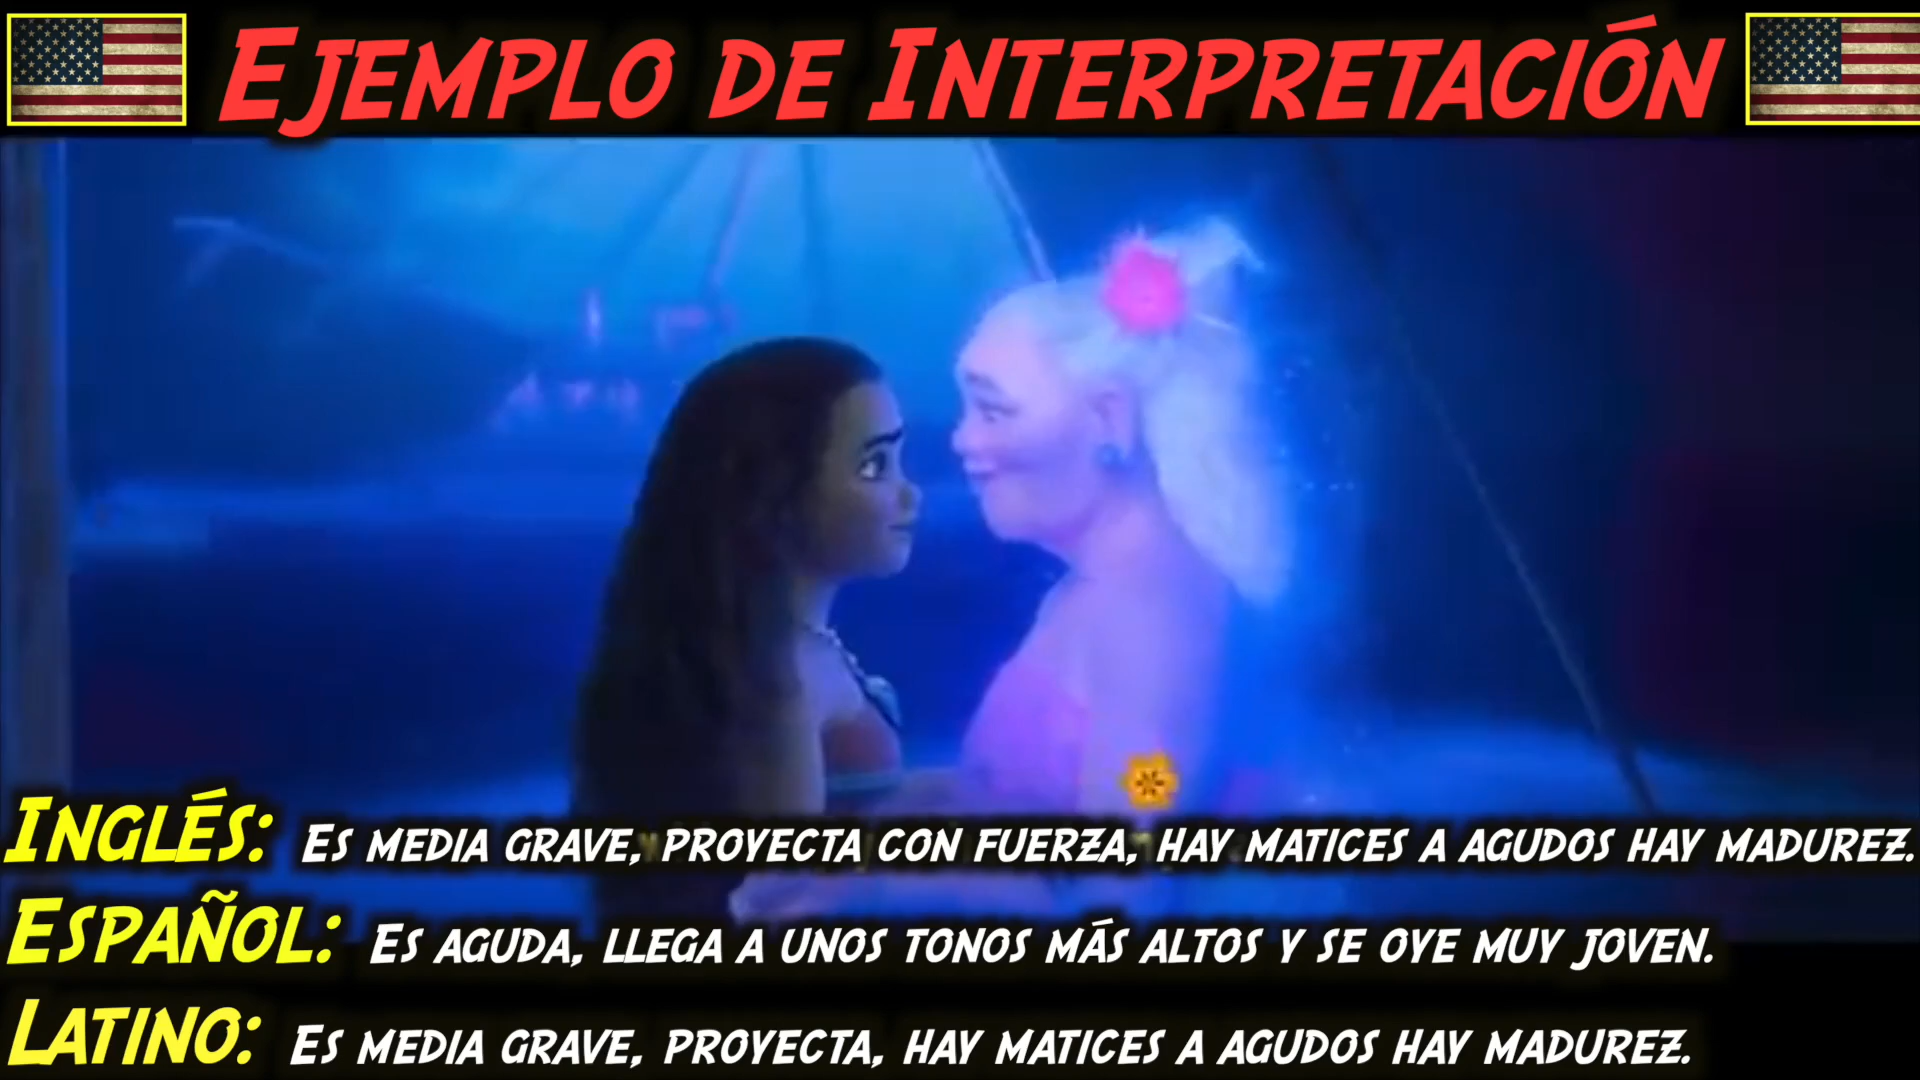 Ejemplo de Interpretación
Inglés: Es media grave, proyecta con fuerza, hay matices a agudos hay madurez.
Español: Es aguda, llega a unos tonos más altos y se oye muy joven.
Latino: Es media grave, proyecta, hay matices a agudos hay madurez.